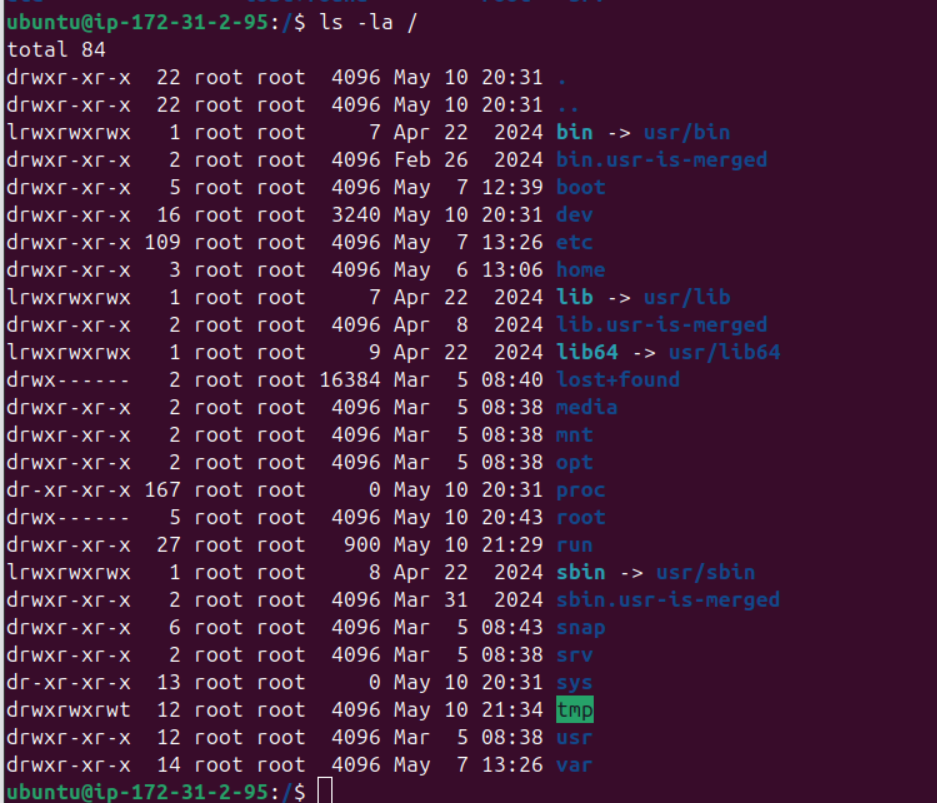 ubuntu@ip-172-31-2-95:/$ ls -la /
total 84
drwxr-xr-x  22 root root  4096 May 10 20:31 .
drwxr-xr-x  22 root root  4096 May 10 20:31 ..
lrwxrwxrwx   1 root root     7 Apr 22  2024 bin -> usr/bin
drwxr-xr-x   2 root root  4096 Feb 26  2024 bin.usr-is-merged
drwxr-xr-x   5 root root  4096 May  7 12:39 boot
drwxr-xr-x  16 root root  3240 May 10 20:31 dev
drwxr-xr-x 109 root root  4096 May  7 13:26 etc
drwxr-xr-x   3 root root  4096 May  6 13:06 home
lrwxrwxrwx   1 root root     7 Apr 22  2024 lib -> usr/lib
drwxr-xr-x   2 root root  4096 Apr  8  2024 lib.usr-is-merged
lrwxrwxrwx   1 root root     9 Apr 22  2024 lib64 -> usr/lib64
drwx------   2 root root 16384 Mar  5 08:40 lost+found
drwxr-xr-x   2 root root  4096 Mar  5 08:38 media
drwxr-xr-x   2 root root  4096 Mar  5 08:38 mnt
drwxr-xr-x   2 root root  4096 Mar  5 08:38 opt
dr-xr-xr-x 167 root root     0 May 10 20:31 proc
drwx------   5 root root  4096 May 10 20:43 root
drwxr-xr-x  27 root root   900 May 10 21:29 run
lrwxrwxrwx   1 root root     8 Apr 22  2024 sbin -> usr/sbin
drwxr-xr-x   2 root root  4096 Mar 31  2024 sbin.usr-is-merged
drwxr-xr-x   6 root root  4096 Mar  5 08:43 snap
drwxr-xr-x   2 root root  4096 Mar  5 08:38 srv
dr-xr-xr-x  13 root root     0 May 10 20:31 sys
drwxrwxrwt  12 root root  4096 May 10 21:34 tmp
drwxr-xr-x  12 root root  4096 Mar  5 08:38 usr
drwxr-xr-x  14 root root  4096 May  7 13:26 var
ubuntu@ip-172-31-2-95:/$